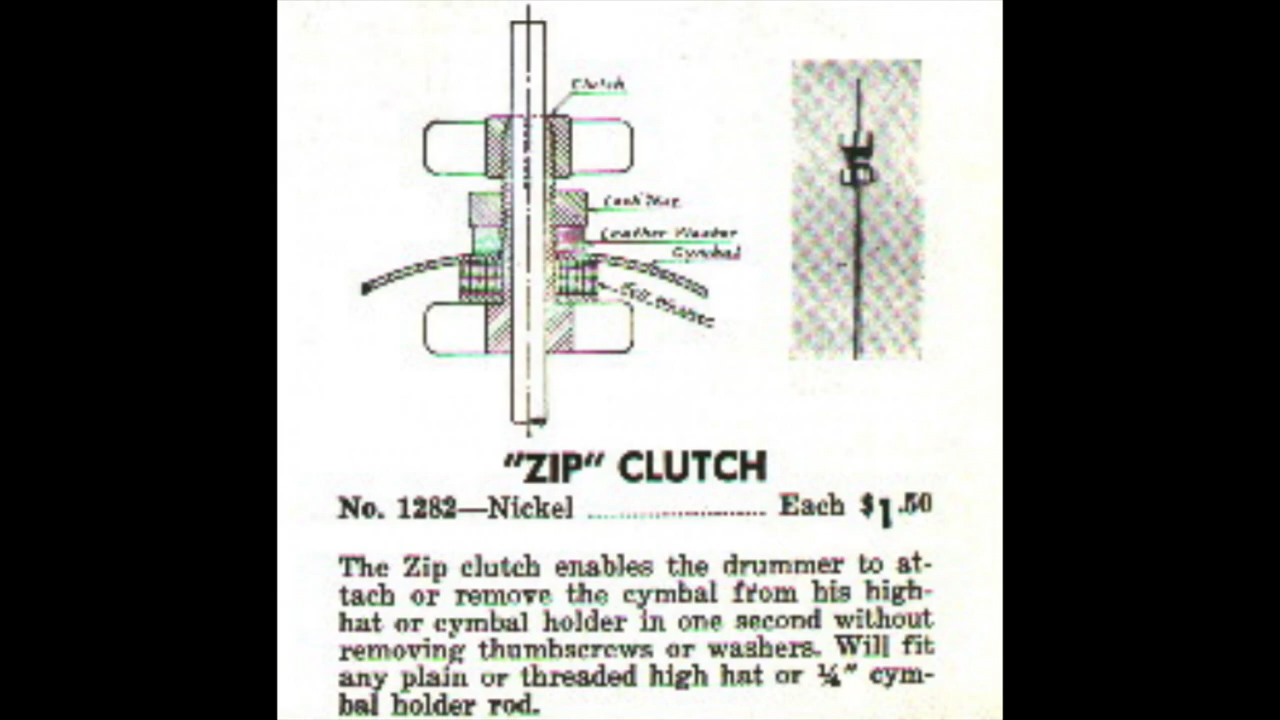 Clutch
Lock Nut
Leather Washer
Cymbal
Felt Washer
"ZIP" CLUTCH
No. 1282—Nickel .................... Each $1.50
The Zip clutch enables the drummer to at-
tach or remove the cymbal from his high-
hat or cymbal holder in one second without
removing thumbscrews or washers. Will fit
any plain or threaded high hat or ¼" cym-
bal holder rod.